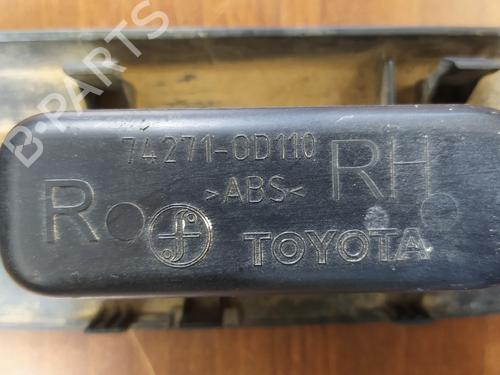 B-PARTS
74271-0D110
>ABS<
RH
R
TOYOTA